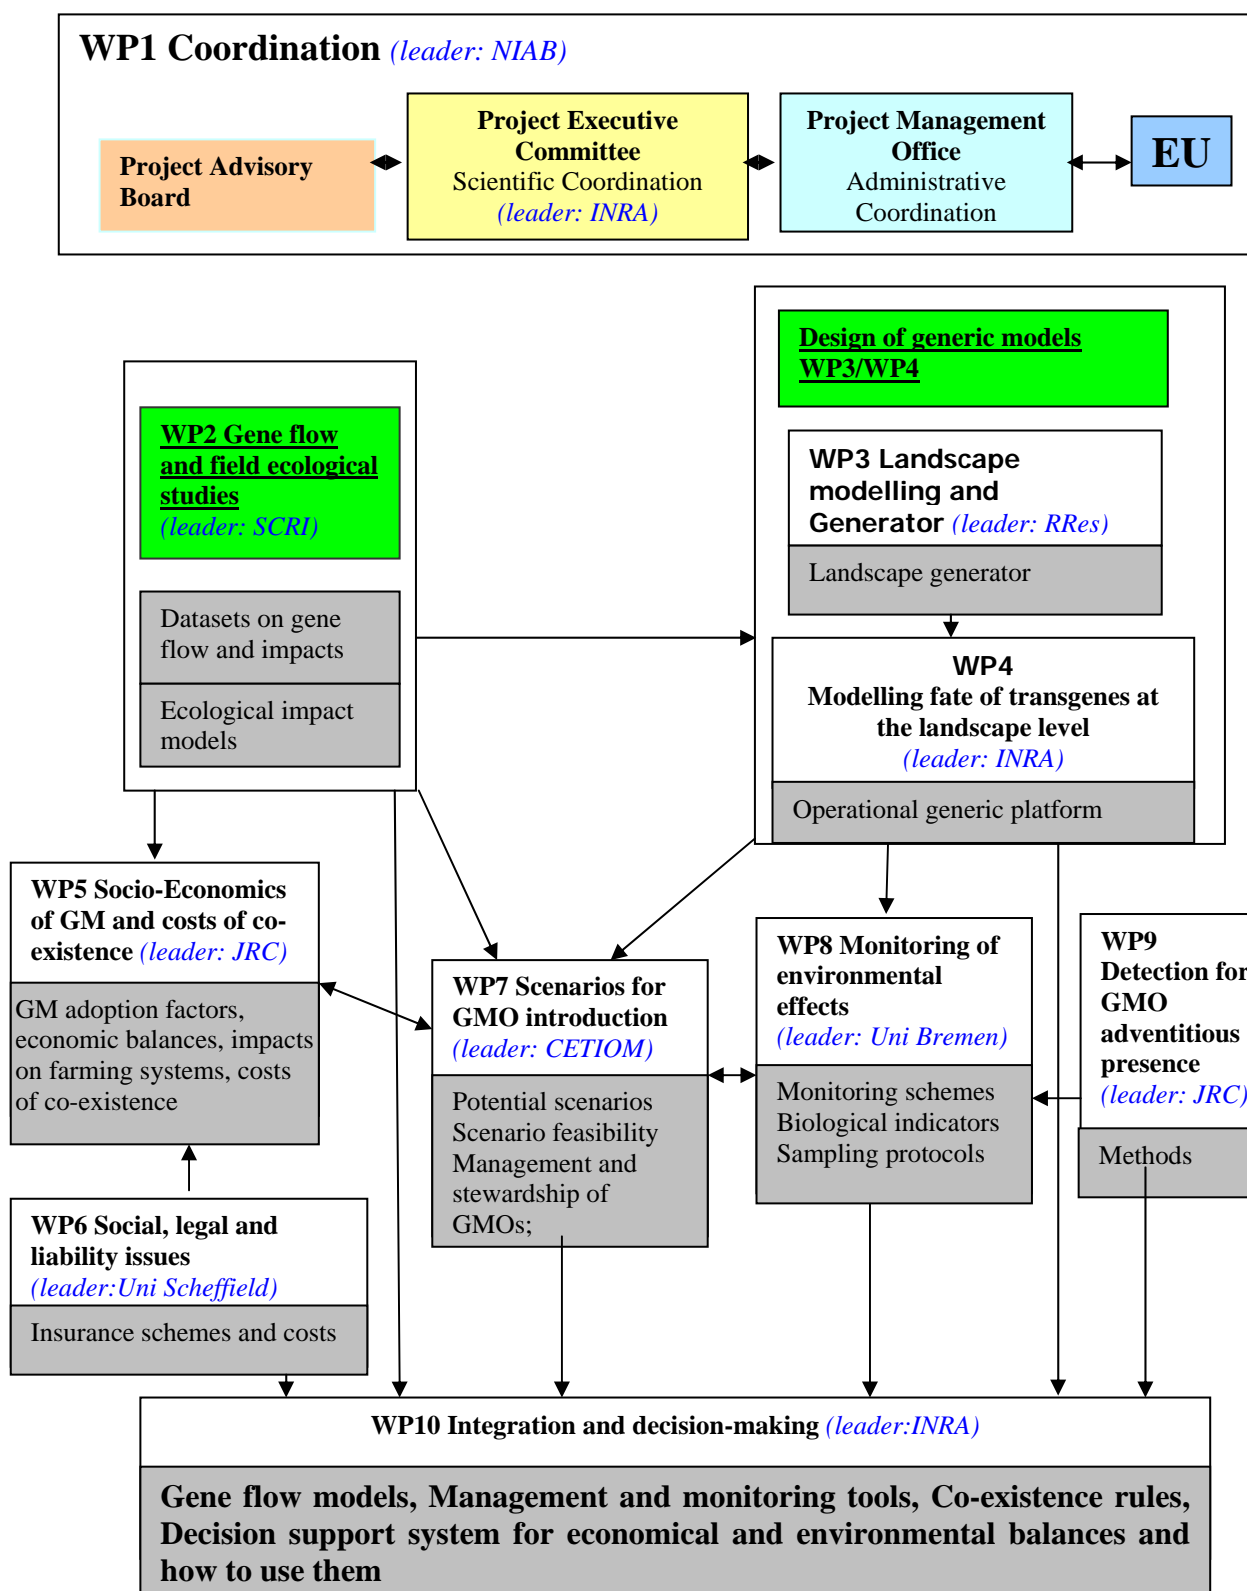 WP1 Coordination (leader: NIAB)
Project Advisory
Board
Project Executive
Committee
Scientific Coordination
(leader: INRA)
Project Management
Office
Administrative
Coordination
EU
WP2 Gene flow
and field ecological
studies
(leader: SCRI)
Datasets on gene
flow and impacts
Ecological impact
models
Design of generic models
WP3/WP4
WP3 Landscape
modelling and
Generator (leader: RRes)
Landscape generator
WP4
Modelling fate of transgenes at
the landscape level
(leader: INRA)
Operational generic platform
WP5 Socio-Economics
of GM and costs of co-
existence (leader: JRC)
GM adoption factors,
economic balances, impacts
on farming systems, costs
of co-existence
WP6 Social, legal and
liability issues
(leader:Uni Scheffield)
Insurance schemes and costs
WP7 Scenarios for
GMO introduction
(leader: CETIOM)
Potential scenarios
Scenario feasibility
Management and
stewardship of
GMOs;
WP8 Monitoring of
environmental
effects
(leader: Uni Bremen)
Monitoring schemes
Biological indicators
Sampling protocols
WP9
Detection for
GMO
adventitious
presence
(leader: JRC)
Methods
WP10 Integration and decision-making (leader:INRA)
Gene flow models, Management and monitoring tools, Co-existence rules,
Decision support system for economical and environmental balances and
how to use them